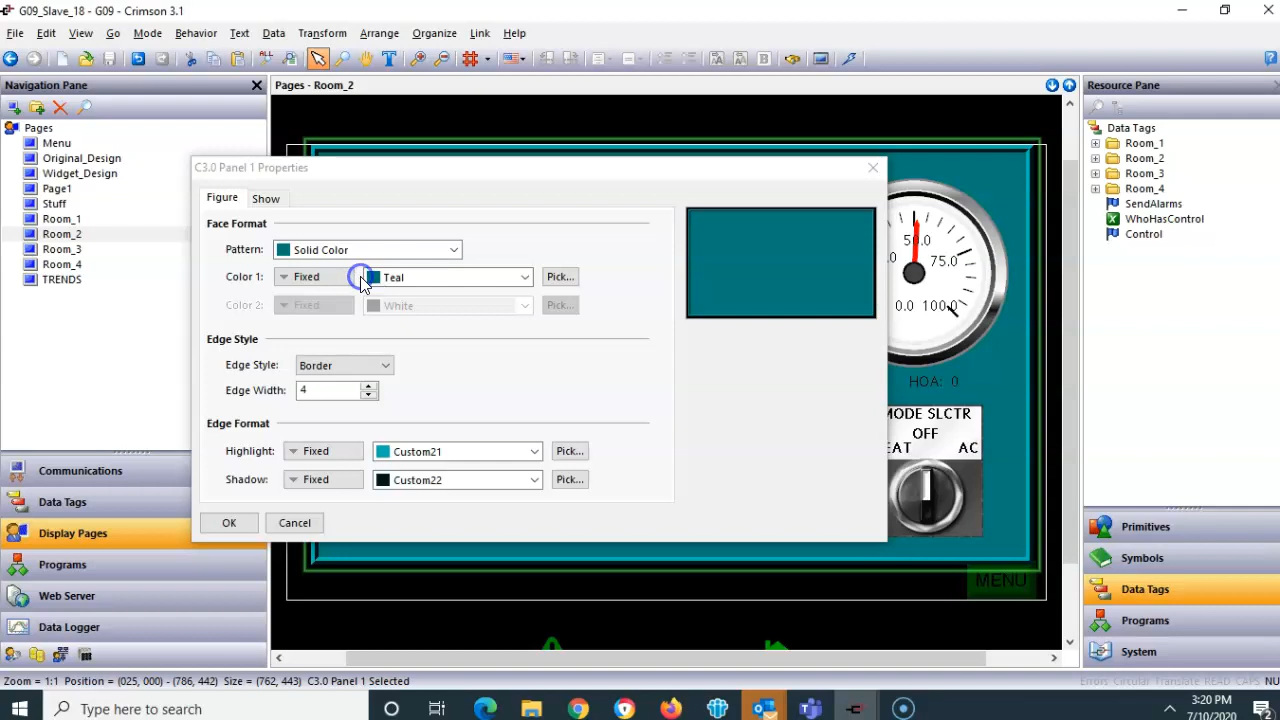 G09_Slave_18 - G09 - Crimson 3.1
File Edit View Go Mode Behavior Text Data Transform Arrange Organize Link Help
Navigation Pane
Pages - Room_2
Resource Pane
Pages
Menu
Original_Design
Widget_Design
Page1
Stuff
Room_1
Room_2
Room_3
Room_4
TRENDS
Communications
Data Tags
Display Pages
Programs
Web Server
Data Logger
C3.0 Panel 1 Properties
Figure Show
Face Format
Pattern: Solid Color
Color 1: Fixed Teal Pick...
Color 2: Fixed White Pick...
Edge Style
Edge Style: Border
Edge Width: 4
Edge Format
Highlight: Fixed Custom21 Pick...
Shadow: Fixed Custom22 Pick...
OK Cancel
50.0
75.0
0.0 100.0
HOA: 0
MODE SLCTR
OFF
EAT AC
MENU
Data Tags
Room_1
Room_2
Room_3
Room_4
SendAlarms
WhoHasControl
Control
Primitives
Symbols
Data Tags
Programs
System
Zoom = 1:1 Position = (025, 000) - (786, 442) Size = (762, 443) C3.0 Panel 1 Selected
Errors Circular Translate READ CAPS NU
Type here to search
3:20 PM
7/10/2020